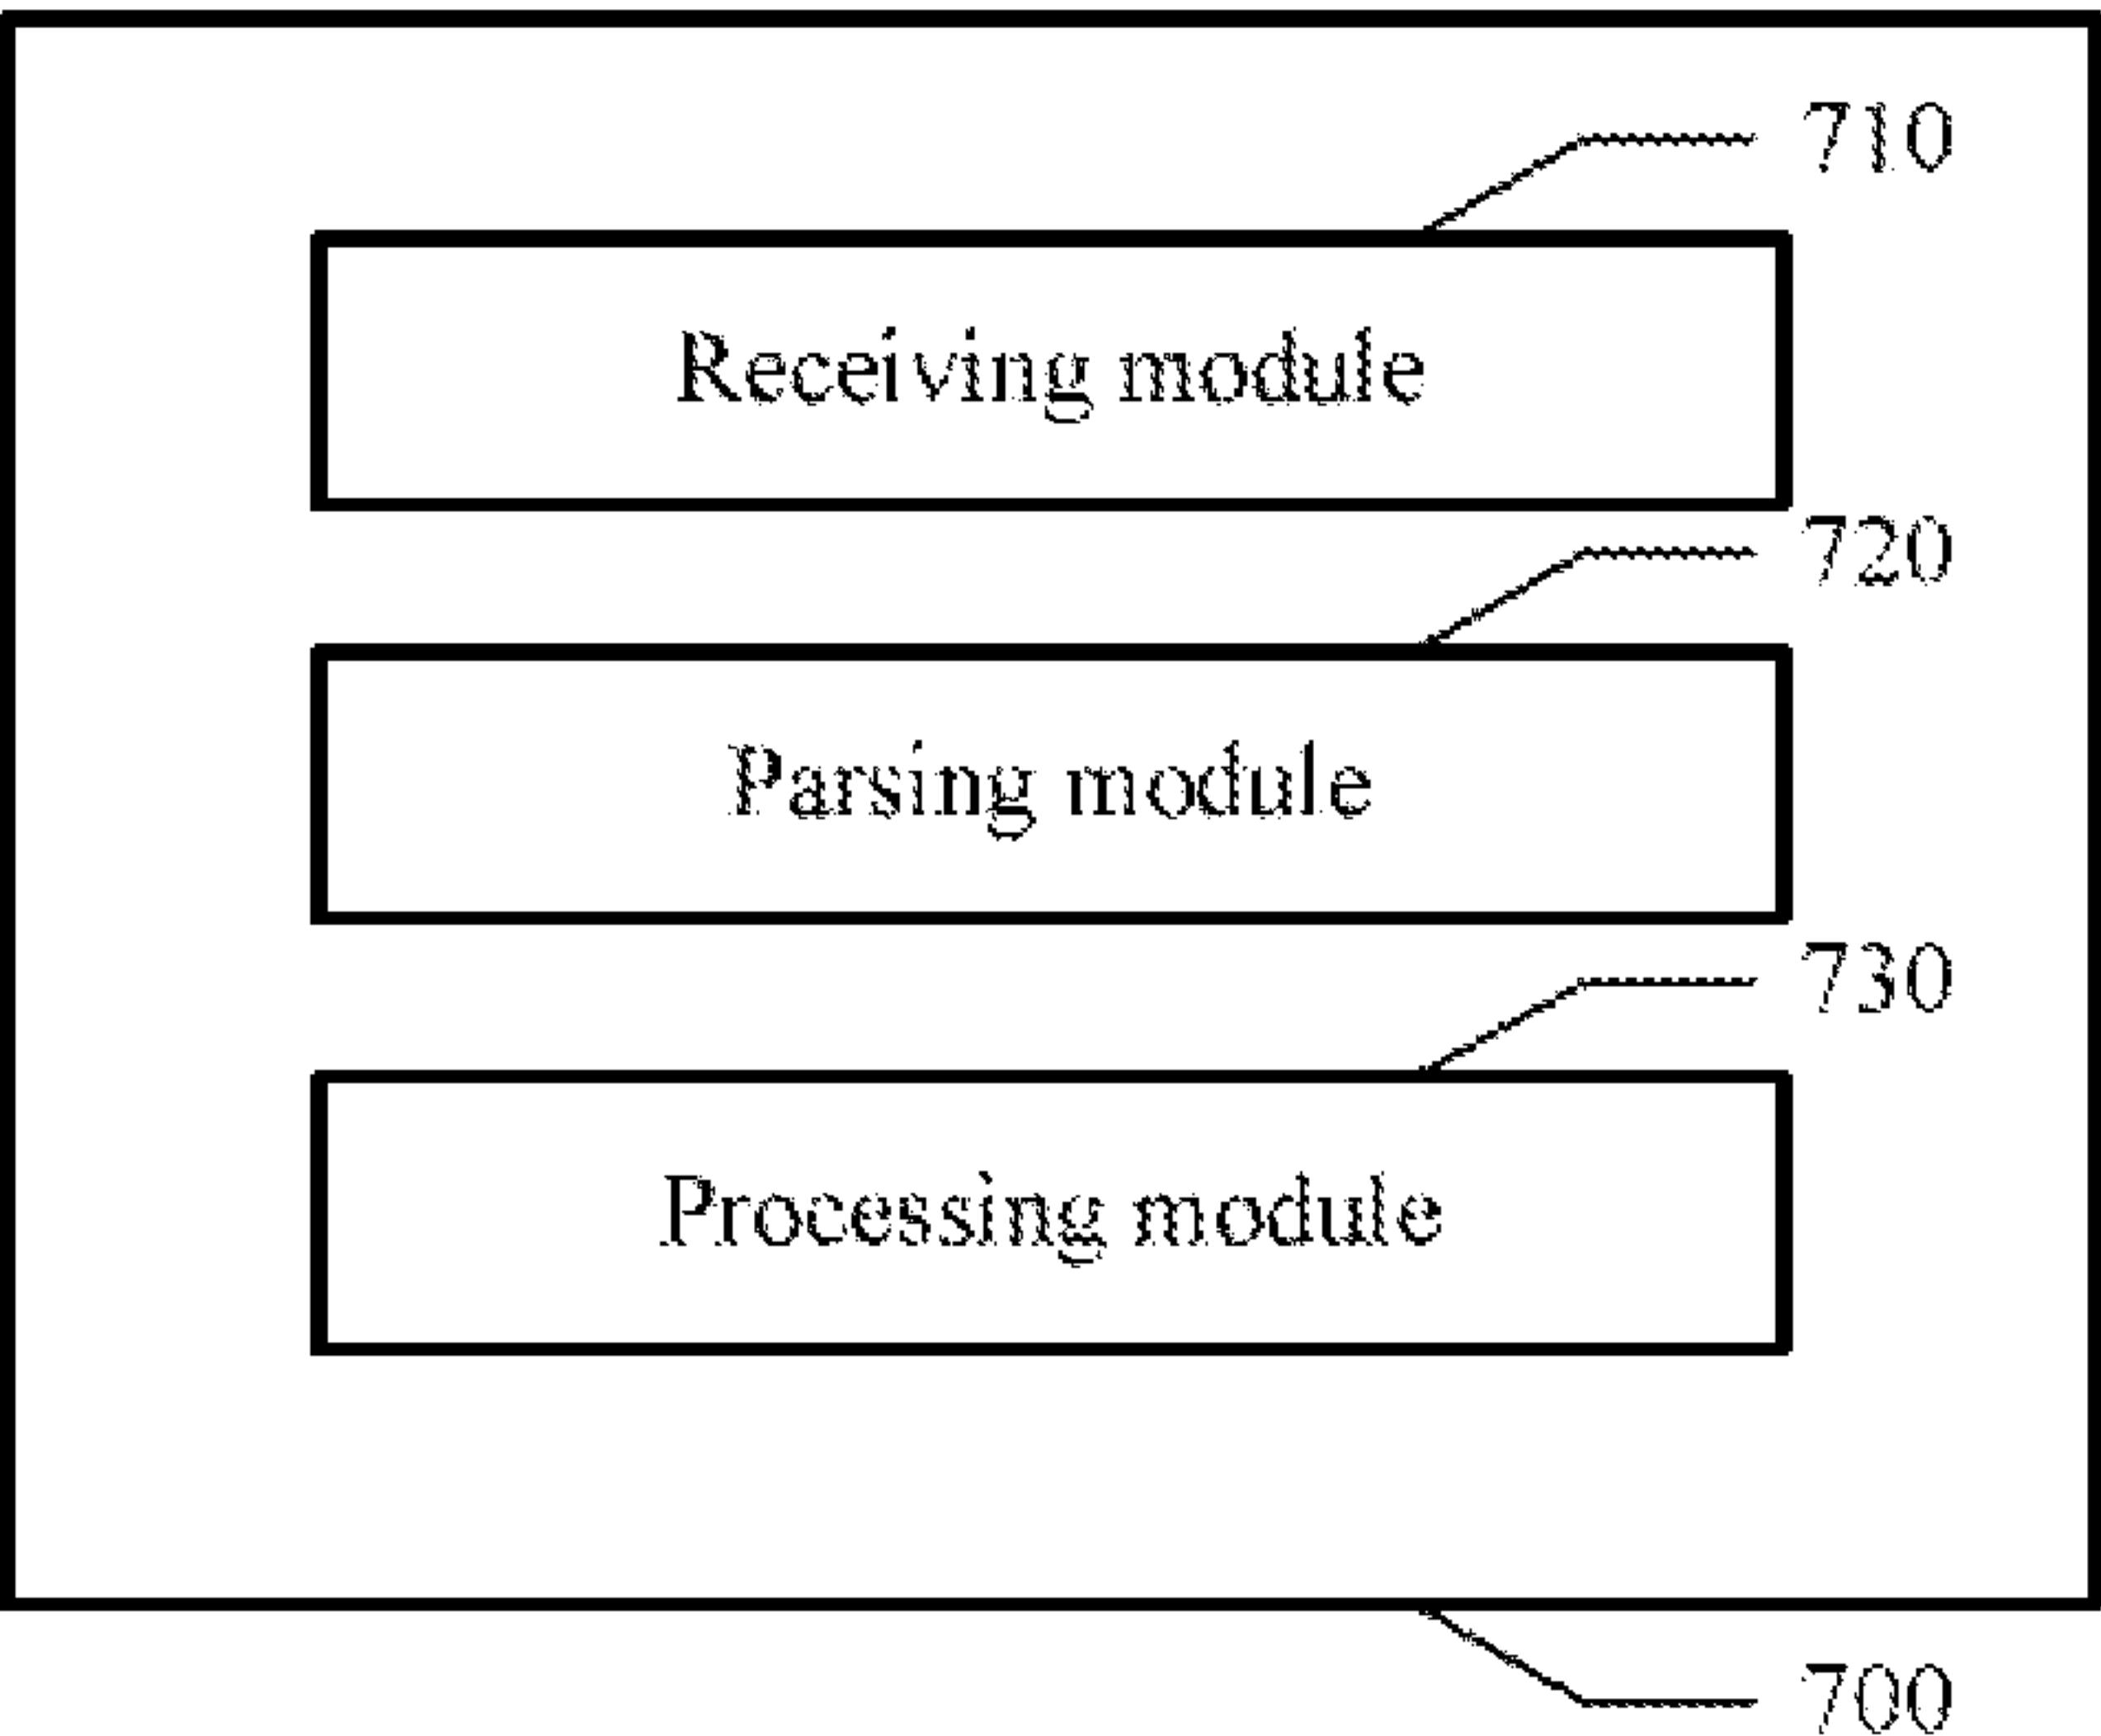 710
Receiving module
720
Parsing module
730
Processing module
700